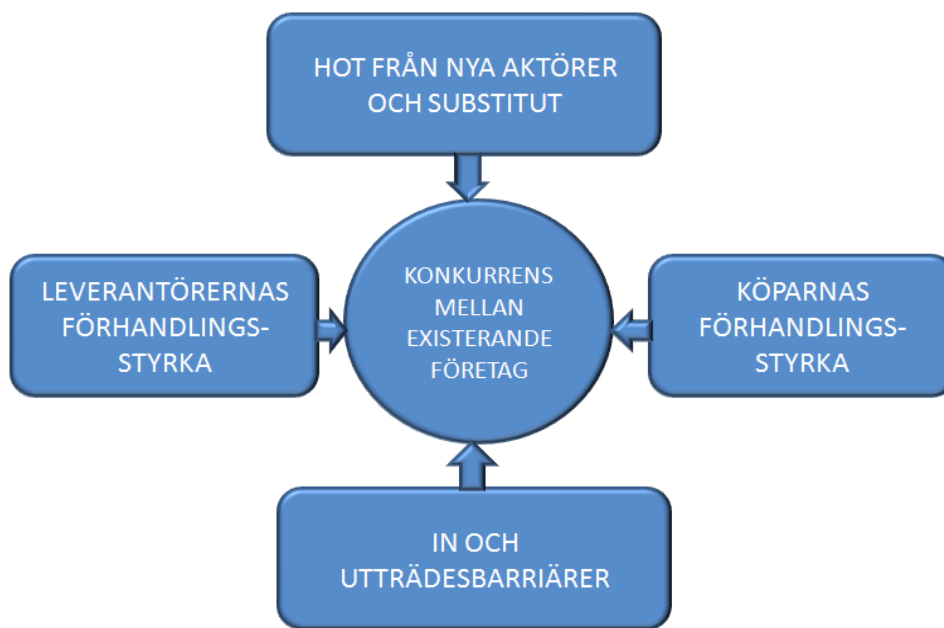 HOT FRÅN NYA AKTÖRER
OCH SUBSTITUT
LEVERANTÖRERNAS
FÖRHANDLINGS-
STYRKA
KONKURRENS
MELLAN
EXISTERANDE
FÖRETAG
KÖPARNAS
FÖRHANDLINGS-
STYRKA
IN OCH
UTTRÄDESBARRIÄRER